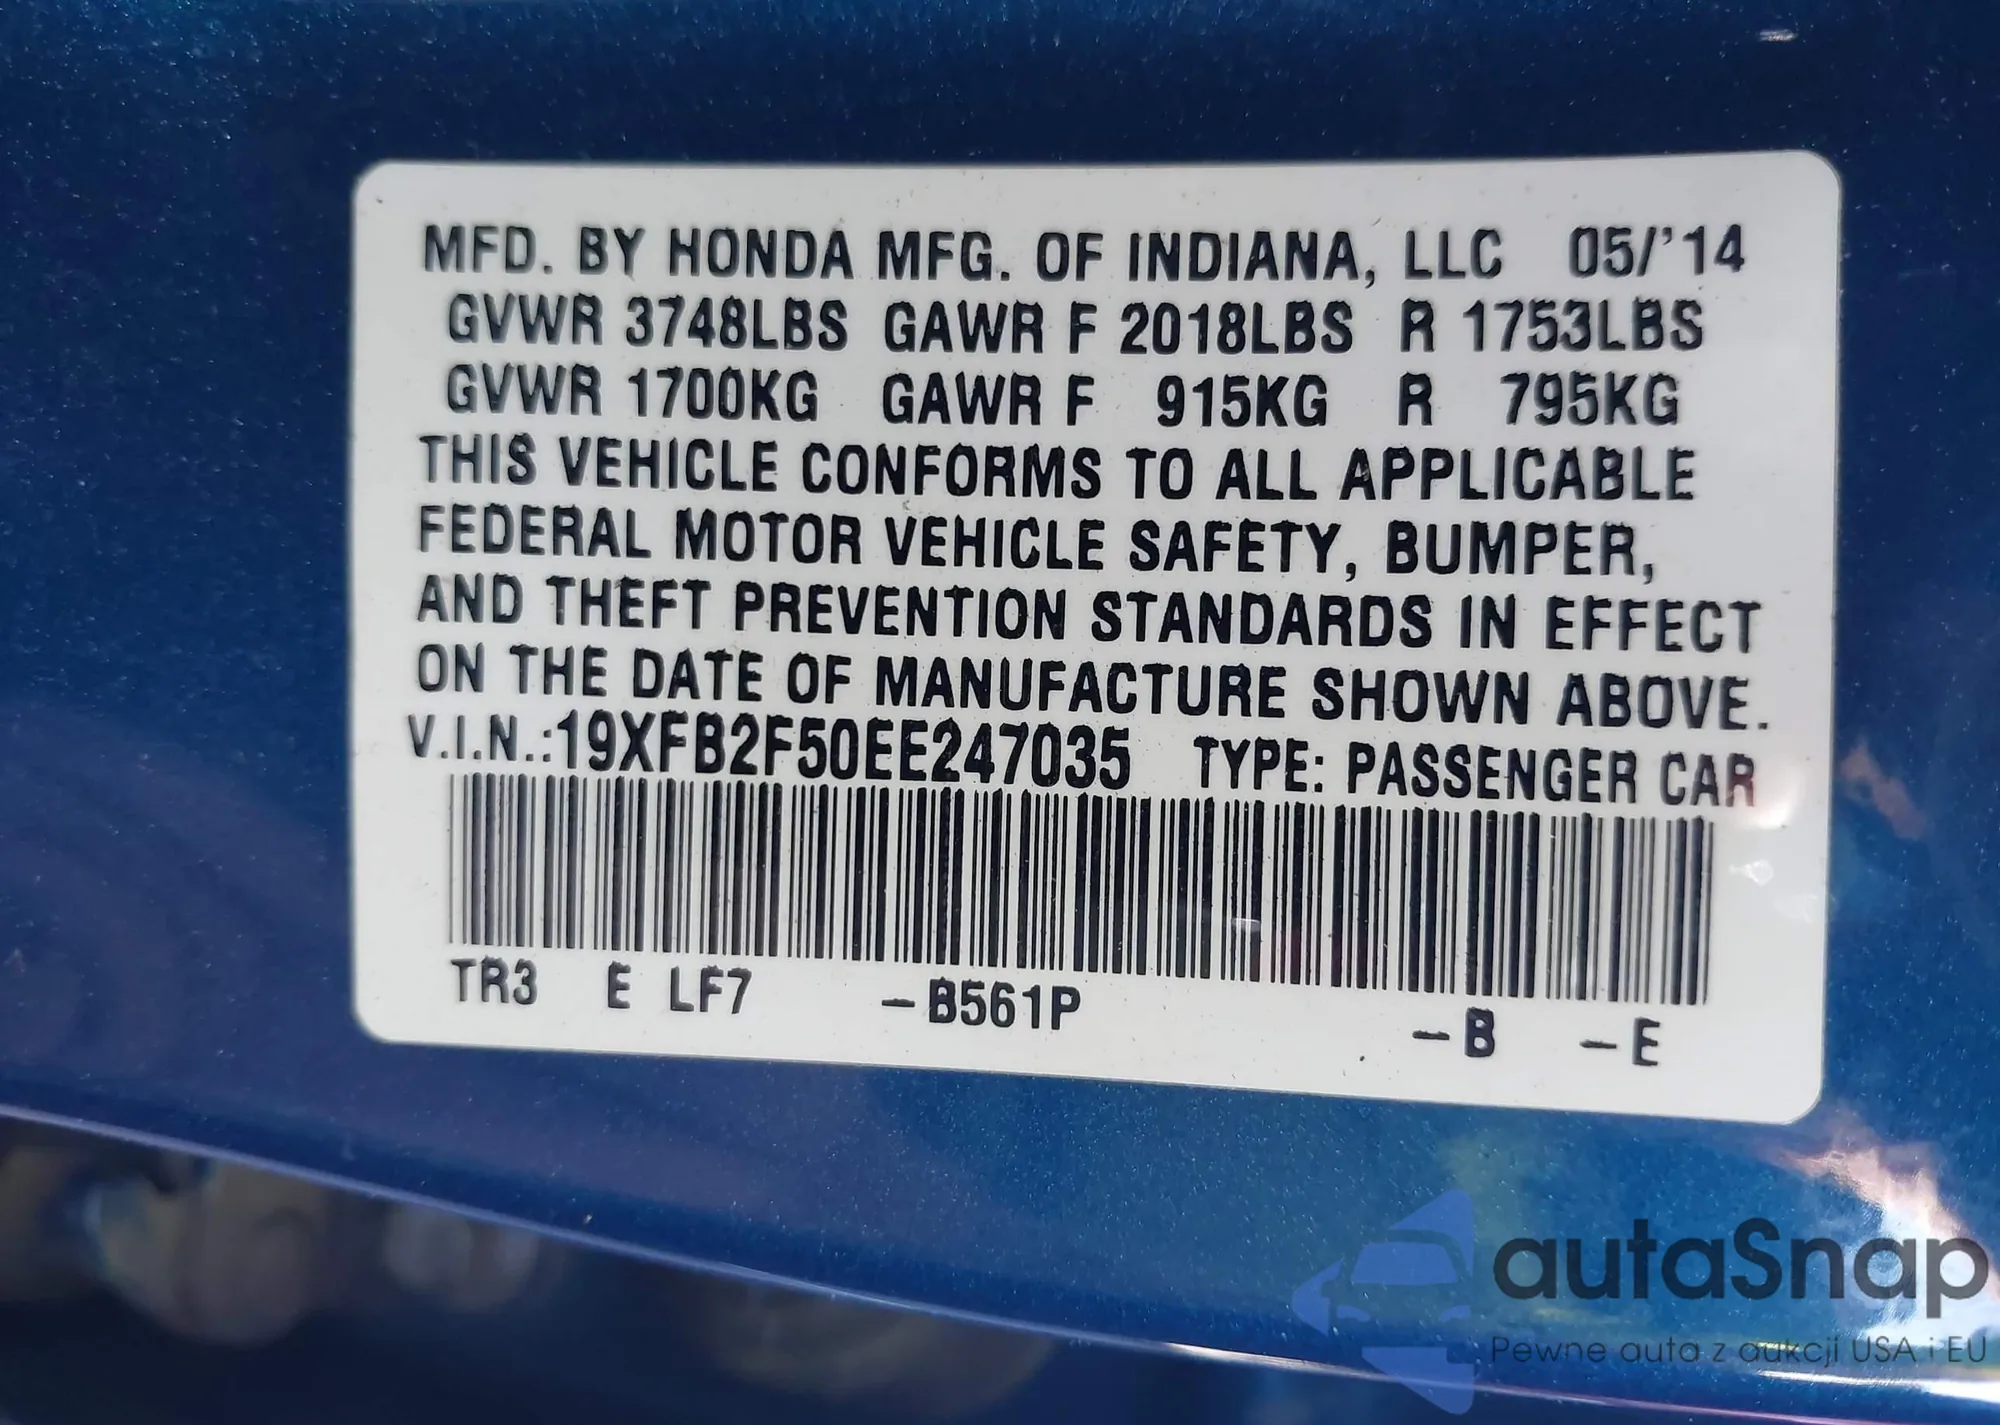 MFD. BY HONDA MFG. OF INDIANA, LLC 05/'14
GVWR 3748LBS GAWR F 2018LBS R 1753LBS
GVWR 1700KG GAWR F 915KG R 795KG
THIS VEHICLE CONFORMS TO ALL APPLICABLE
FEDERAL MOTOR VEHICLE SAFETY, BUMPER,
AND THEFT PREVENTION STANDARDS IN EFFECT
ON THE DATE OF MANUFACTURE SHOWN ABOVE.
V.I.N.:19XFB2F50EE247035 TYPE: PASSENGER CAR
TR3 E LF7 –B561P –B –E
autaSnap
Pewne auta z aukcji USA i EU